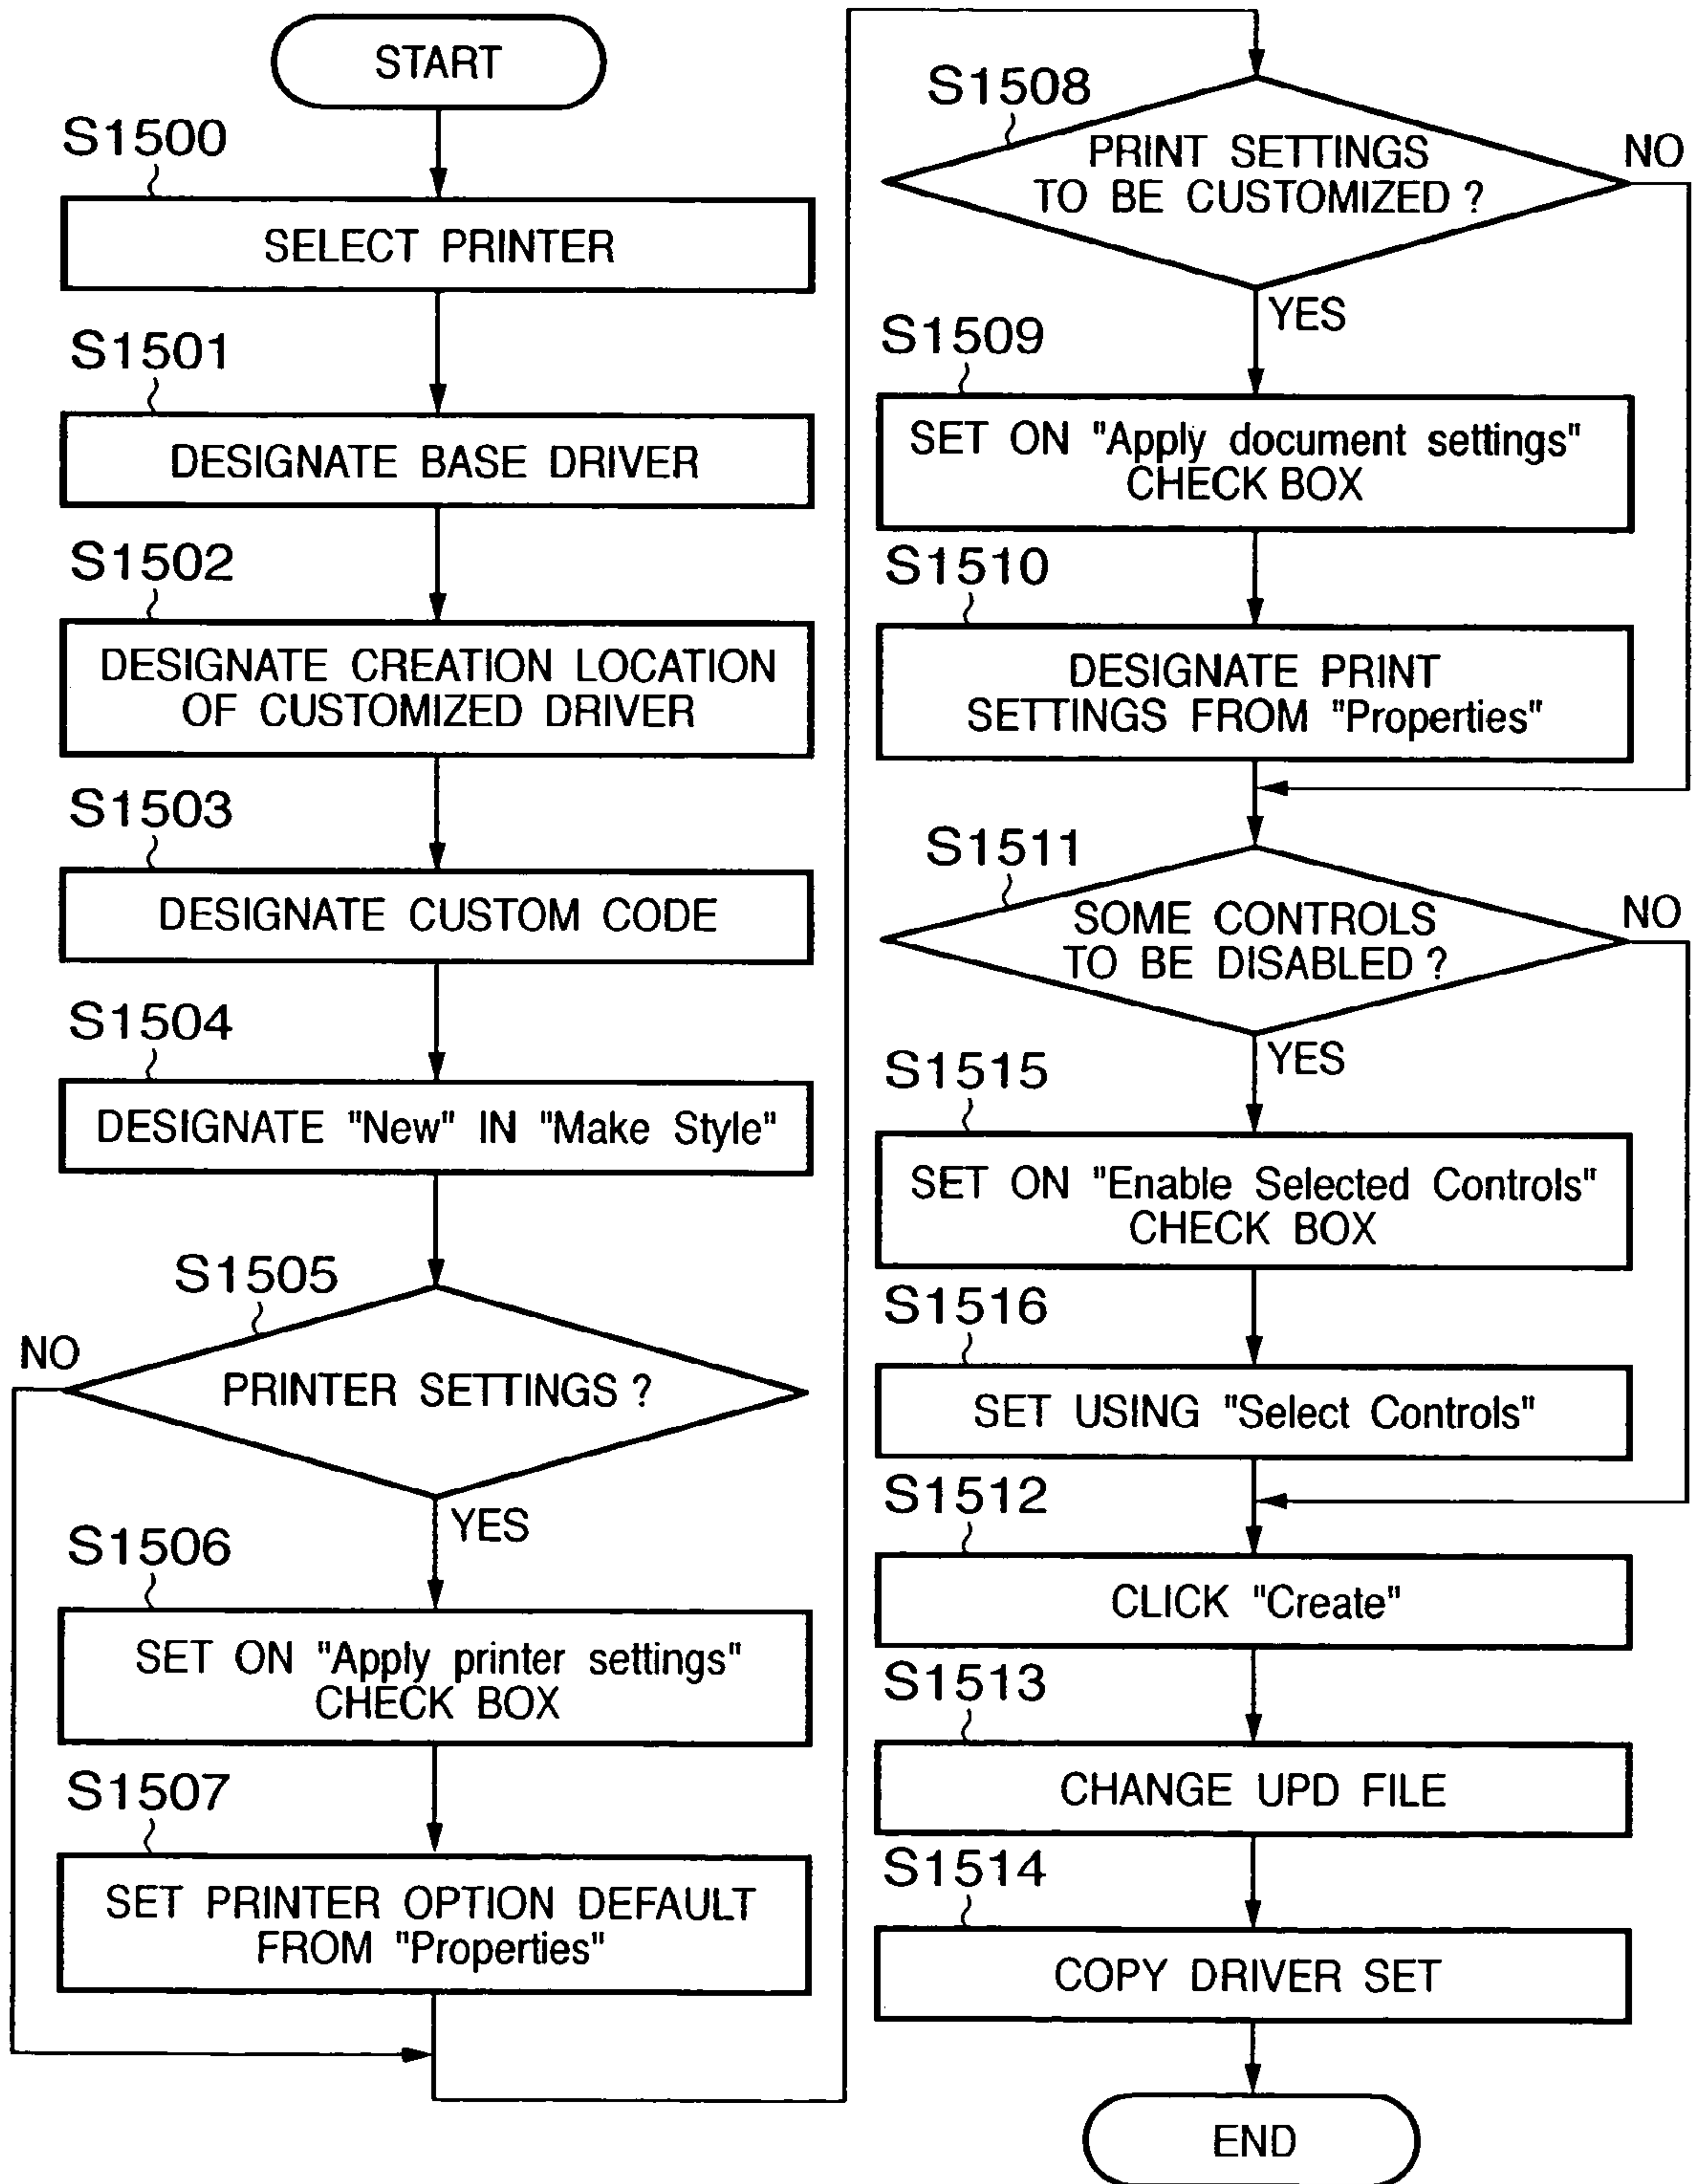 START
S1500
SELECT PRINTER
S1501
DESIGNATE BASE DRIVER
S1502
DESIGNATE CREATION LOCATION
OF CUSTOMIZED DRIVER
S1503
DESIGNATE CUSTOM CODE
S1504
DESIGNATE "New" IN "Make Style"
S1505
NO
PRINTER SETTINGS ?
YES
S1506
SET ON "Apply printer settings"
CHECK BOX
S1507
SET PRINTER OPTION DEFAULT
FROM "Properties"
S1508
PRINT SETTINGS
TO BE CUSTOMIZED ?
NO
YES
S1509
SET ON "Apply document settings"
CHECK BOX
S1510
DESIGNATE PRINT
SETTINGS FROM "Properties"
S1511
SOME CONTROLS
TO BE DISABLED ?
NO
YES
S1515
SET ON "Enable Selected Controls"
CHECK BOX
S1516
SET USING "Select Controls"
S1512
CLICK "Create"
S1513
CHANGE UPD FILE
S1514
COPY DRIVER SET
END